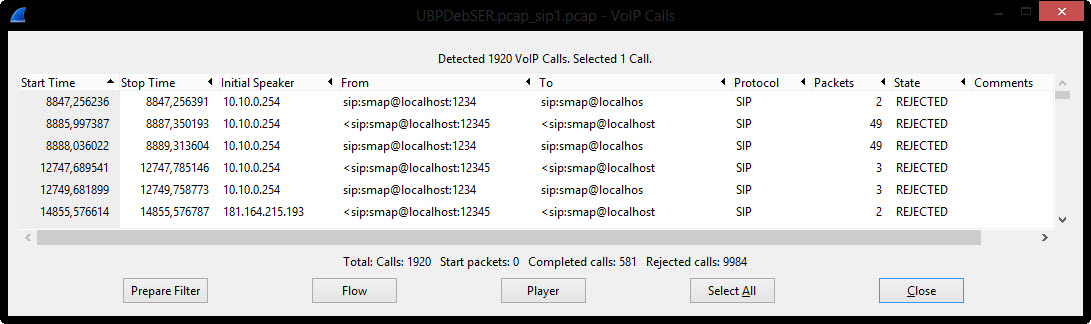 UBPDebSER.pcap_sip1.pcap - VoIP Calls
Detected 1920 VoIP Calls. Selected 1 Call.
Start Time Stop Time Initial Speaker From To Protocol Packets State Comments
8847,256236 8847,256391 10.10.0.254 sip:smap@localhost:1234 sip:smap@localhos SIP 2 REJECTED
8885,997387 8887,350193 10.10.0.254 <sip:smap@localhost:12345 <sip:smap@localhost SIP 49 REJECTED
8888,036022 8889,313604 10.10.0.254 sip:smap@localhost:1234 sip:smap@localhos SIP 49 REJECTED
12747,689541 12747,785146 10.10.0.254 <sip:smap@localhost:12345 <sip:smap@localhost SIP 3 REJECTED
12749,681899 12749,758773 10.10.0.254 sip:smap@localhost:1234 sip:smap@localhos SIP 3 REJECTED
14855,576614 14855,576787 181.164.215.193 <sip:smap@localhost:12345 <sip:smap@localhost SIP 2 REJECTED
Total: Calls: 1920 Start packets: 0 Completed calls: 581 Rejected calls: 9984
Prepare Filter Flow Player Select All Close